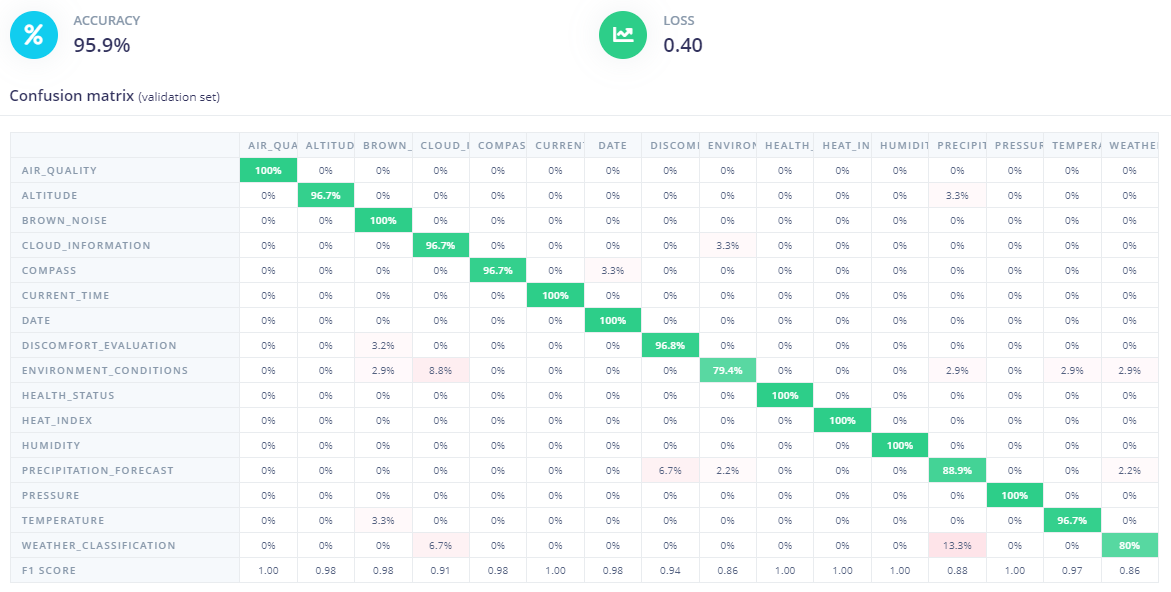 ACCURACY
95.9%
LOSS
0.40
Confusion matrix (validation set)
AIR_QUA ALTITUD BROWN_ CLOUD_I COMPAS CURREN DATE DISCOMI ENVIRON HEALTH_ HEAT_IN HUMIDIT PRECIPIT PRESSUR TEMPERA WEATHE
AIR_QUALITY 100% 0% 0% 0% 0% 0% 0% 0% 0% 0% 0% 0% 0% 0% 0% 0%
ALTITUDE 0% 96.7% 0% 0% 0% 0% 0% 0% 0% 0% 0% 0% 3.3% 0% 0% 0%
BROWN_NOISE 0% 0% 100% 0% 0% 0% 0% 0% 0% 0% 0% 0% 0% 0% 0% 0%
CLOUD_INFORMATION 0% 0% 0% 96.7% 0% 0% 0% 0% 3.3% 0% 0% 0% 0% 0% 0% 0%
COMPASS 0% 0% 0% 0% 96.7% 0% 3.3% 0% 0% 0% 0% 0% 0% 0% 0% 0%
CURRENT_TIME 0% 0% 0% 0% 0% 100% 0% 0% 0% 0% 0% 0% 0% 0% 0% 0%
DATE 0% 0% 0% 0% 0% 0% 100% 0% 0% 0% 0% 0% 0% 0% 0% 0%
DISCOMFORT_EVALUATION 0% 0% 3.2% 0% 0% 0% 0% 96.8% 0% 0% 0% 0% 0% 0% 0% 0%
ENVIRONMENT_CONDITIONS 0% 0% 2.9% 8.8% 0% 0% 0% 0% 79.4% 0% 0% 0% 2.9% 0% 2.9% 2.9%
HEALTH_STATUS 0% 0% 0% 0% 0% 0% 0% 0% 0% 100% 0% 0% 0% 0% 0% 0%
HEAT_INDEX 0% 0% 0% 0% 0% 0% 0% 0% 0% 0% 100% 0% 0% 0% 0% 0%
HUMIDITY 0% 0% 0% 0% 0% 0% 0% 0% 0% 0% 0% 100% 0% 0% 0% 0%
PRECIPITATION_FORECAST 0% 0% 0% 0% 0% 0% 0% 6.7% 2.2% 0% 0% 0% 88.9% 0% 0% 2.2%
PRESSURE 0% 0% 0% 0% 0% 0% 0% 0% 0% 0% 0% 0% 0% 100% 0% 0%
TEMPERATURE 0% 0% 3.3% 0% 0% 0% 0% 0% 0% 0% 0% 0% 0% 0% 96.7% 0%
WEATHER_CLASSIFICATION 0% 0% 0% 6.7% 0% 0% 0% 0% 0% 0% 0% 0% 13.3% 0% 0% 80%
F1 SCORE 1.00 0.98 0.98 0.91 0.98 1.00 0.98 0.94 0.86 1.00 1.00 1.00 0.88 1.00 0.97 0.86